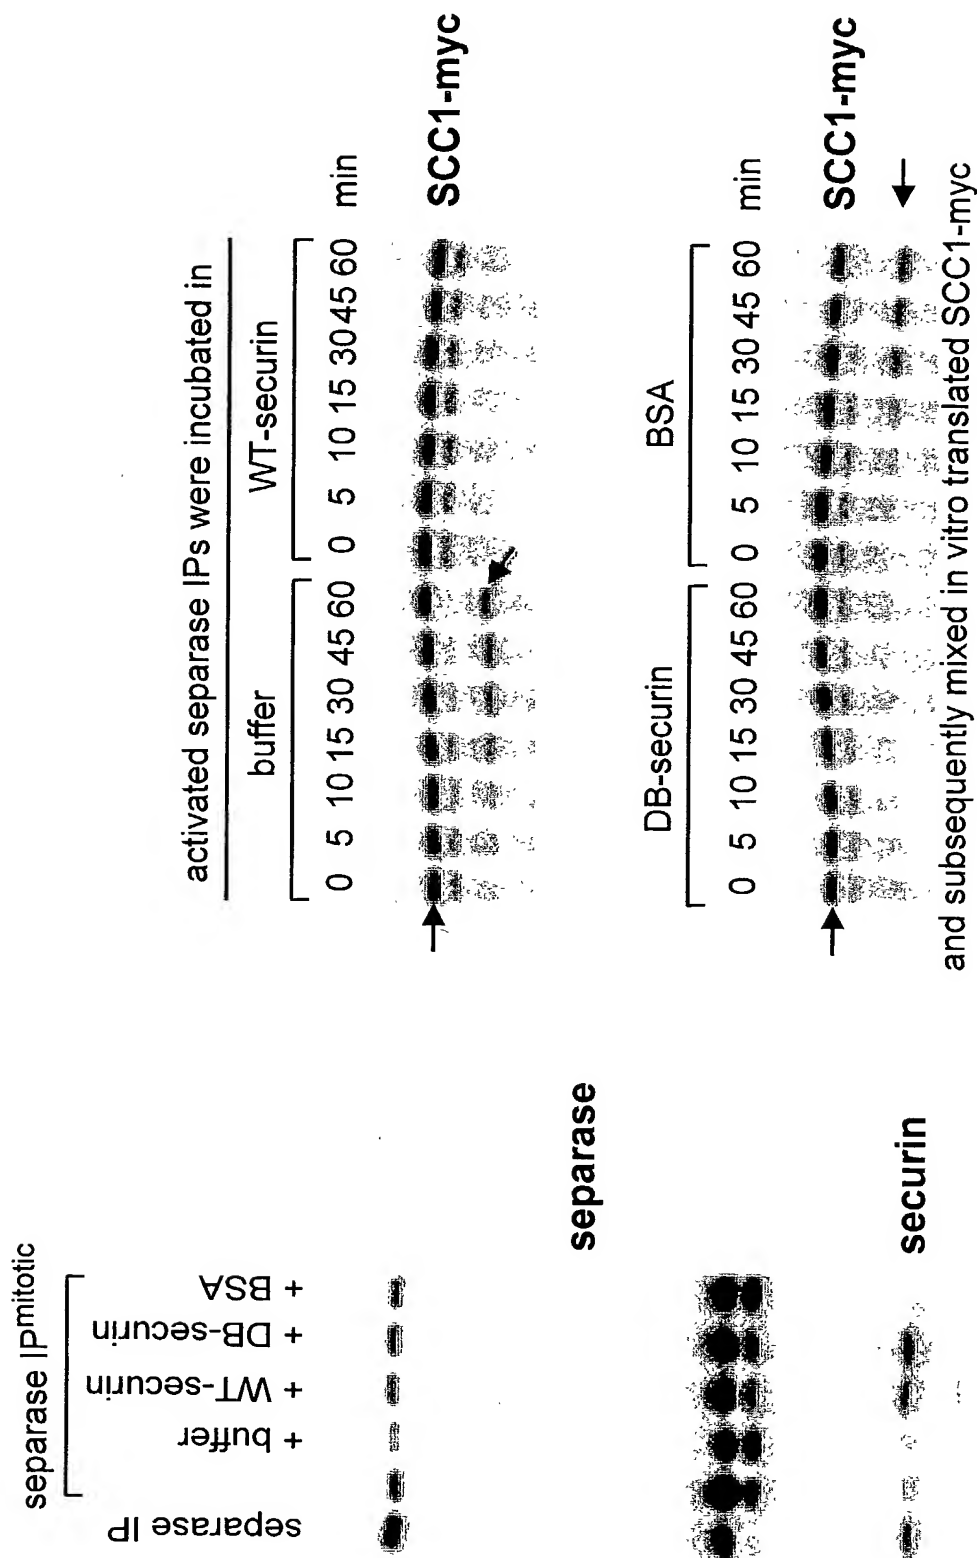 activated separase IPs were incubated in
buffer WT-securin
0 5 10 15 30 45 60 0 5 10 15 30 45 60 min
SCC1-myc
DB-securin BSA
0 5 10 15 30 45 60 0 5 10 15 30 45 60 min
SCC1-myc
and subsequently mixed in vitro translated SCC1-myc
separase IPmitotic
separase IP
+ buffer
+ WT-securin
+ DB-securin
+ BSA
separase
securin